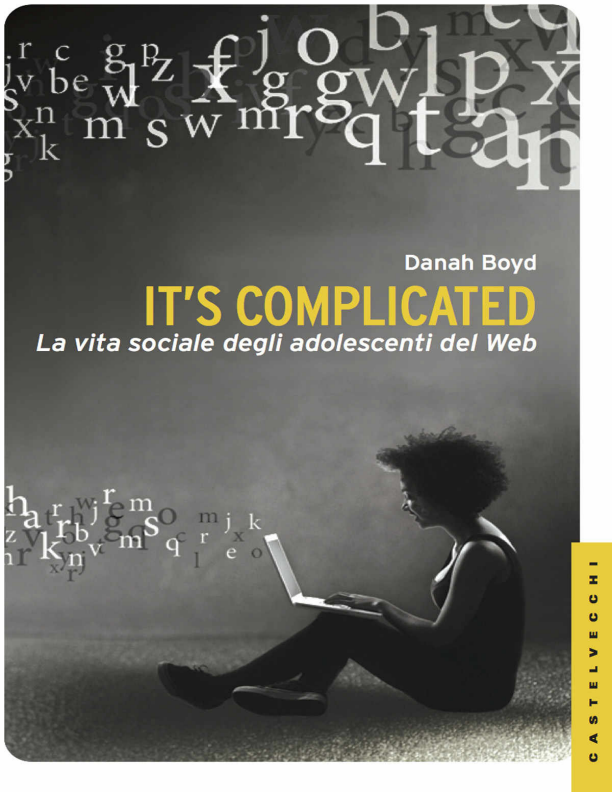 Danah Boyd
IT'S COMPLICATED
La vita sociale degli adolescenti del Web
CASTELVECCHI